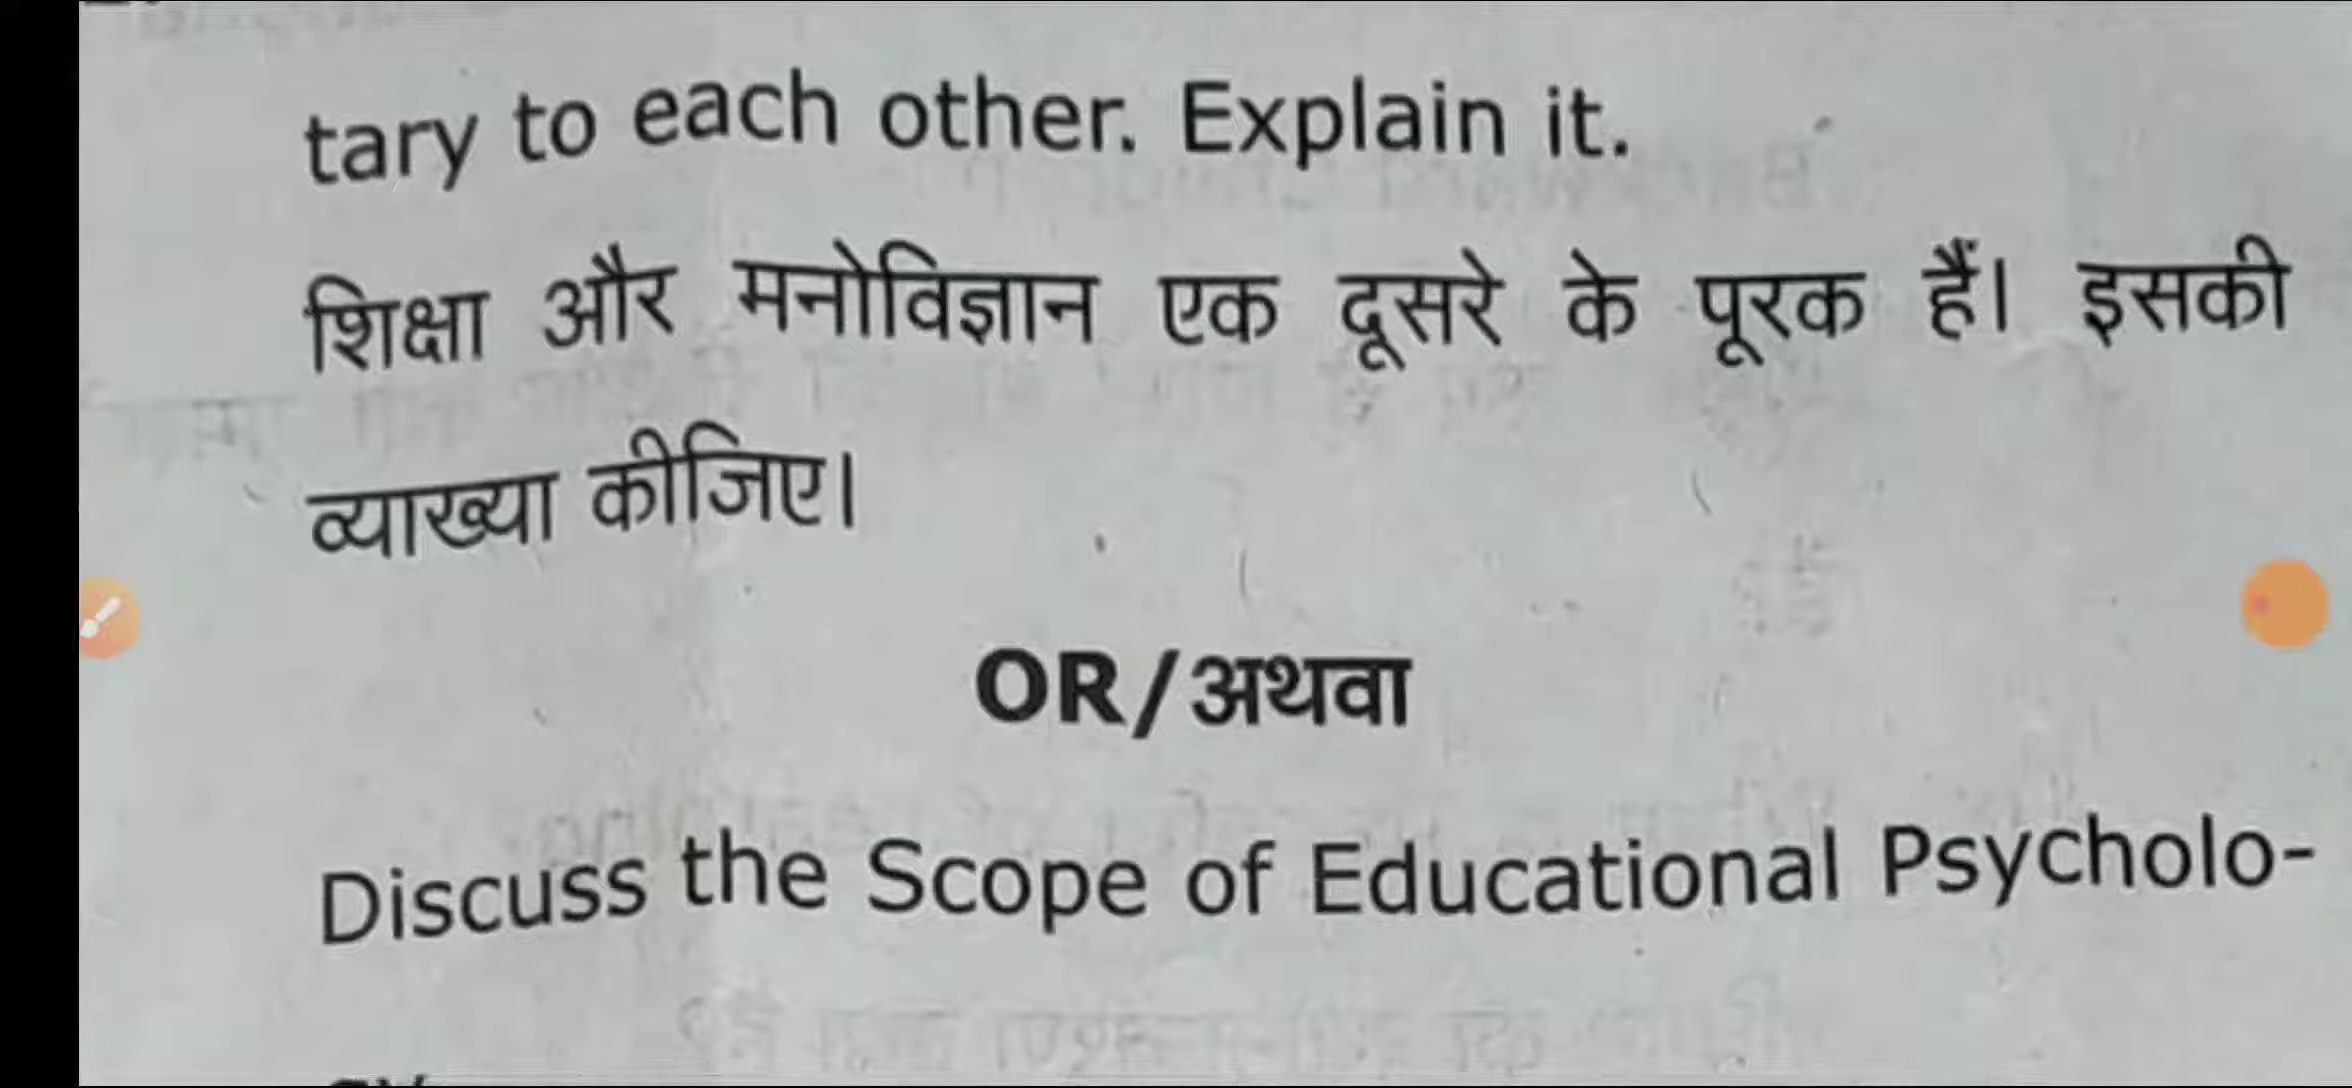 tary to each other. Explain it.
शिक्षा और मनोविज्ञान एक दूसरे के पूरक हैं। इसकी
व्याख्या कीजिए।
OR/अथवा
Discuss the Scope of Educational Psycholo-